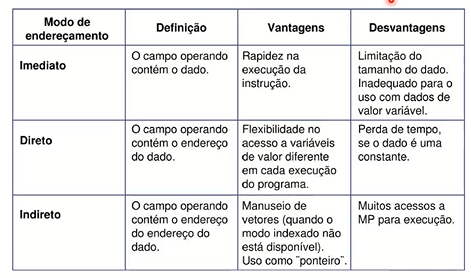 Modo de
endereçamento
Definição
Vantagens
Desvantagens
Imediato
O campo operando
contém o dado.
Rapidez na
execução da
instrução.
Limitação do
tamanho do dado.
Inadequado para o
uso com dados de
valor variável.
Direto
O campo operando
contém o endereço
do dado.
Flexibilidade no
acesso a variáveis
de valor diferente
em cada execução
do programa.
Perda de tempo,
se o dado é uma
constante.
Indireto
O campo operando
contém o endereço
do endereço do
dado.
Manuseio de
vetores (quando o
modo indexado não
está disponível).
Uso como ¨ponteiro¨.
Muitos acessos a
MP para execução.